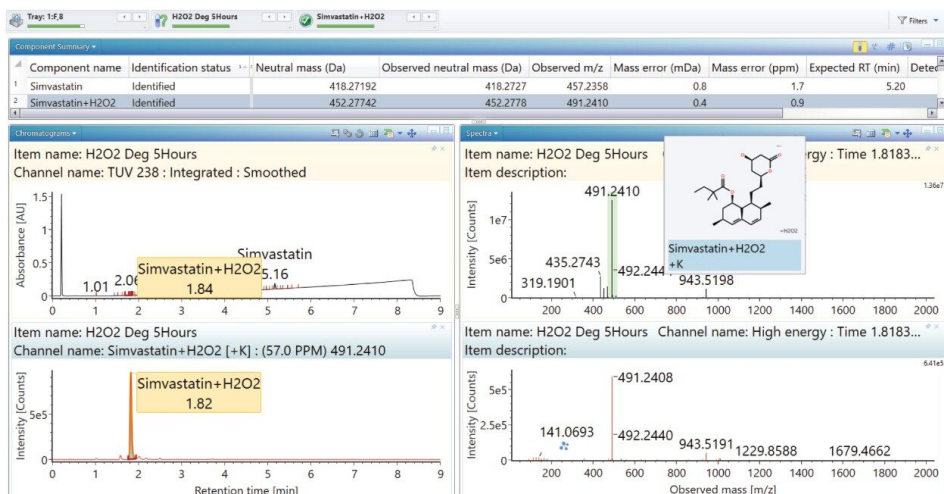 Tray: 1:F,8
H2O2 Deg 5Hours
Simvastatin+H2O2
Filters
Component Summary
Component name Identification status Neutral mass (Da) Observed neutral mass (Da) Observed m/z Mass error (mDa) Mass error (ppm) Expected RT (min) Detec
1 Simvastatin Identified 418.27192 418.2727 457.2358 0.8 1.7 5.20
2 Simvastatin+H2O2 Identified 452.27742 452.2778 491.2410 0.4 0.9
Chromatograms
Item name: H2O2 Deg 5Hours
Channel name: TUV 238 : Integrated : Smoothed
Absorbance [AU]
1.5
1
0.5
0
1.01
2.06
Simvastatin+H2O2
1.84
Simvastatin
5.16
0 1 2 3 4 5 6 7 8 9
Item name: H2O2 Deg 5Hours
Channel name: Simvastatin+H2O2 [+K] : (57.0 PPM) 491.2410
Intensity [Counts]
5e5
0
Simvastatin+H2O2
1.82
0 1 2 3 4 5 6 7 8 9
Retention time [min]
Spectra
Item name: H2O2 Deg 5Hours
rgy : Time 1.8183...
Item description:
1.36e7
Intensity [Counts]
1e7
5e6
0
319.1901
435.2743
491.2410
492.244
943.5198
+H2O2
Simvastatin+H2O2
+K
200 400 600 800 1000 1200 1400 1600 1800 2000
Item name: H2O2 Deg 5Hours Channel name: High energy : Time 1.8183...
Item description:
6.41e5
Intensity [Counts]
5e5
2.5e5
0
141.0693
491.2408
492.2440
943.5191
1229.8588
1679.4662
200 400 600 800 1000 1200 1400 1600 1800 2000
Observed mass [m/z]